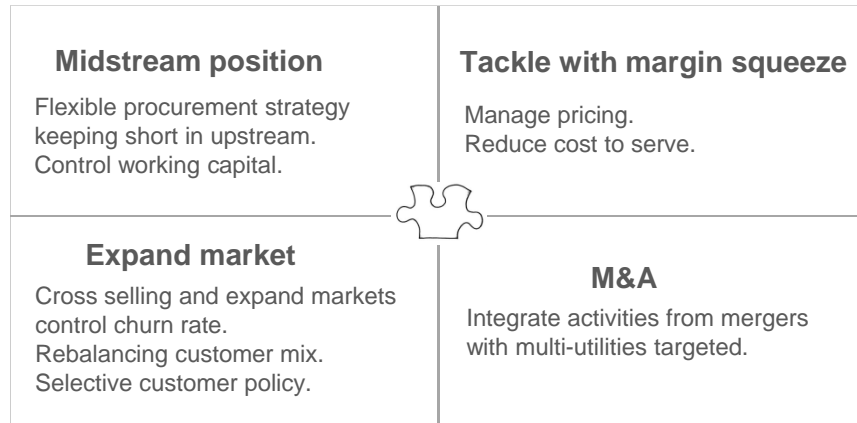 Midstream position
Flexible procurement strategy
keeping short in upstream.
Control working capital.
Tackle with margin squeeze
Manage pricing.
Reduce cost to serve.
Expand market
Cross selling and expand markets
control churn rate.
Rebalancing customer mix.
Selective customer policy.
M&A
Integrate activities from mergers
with multi-utilities targeted.